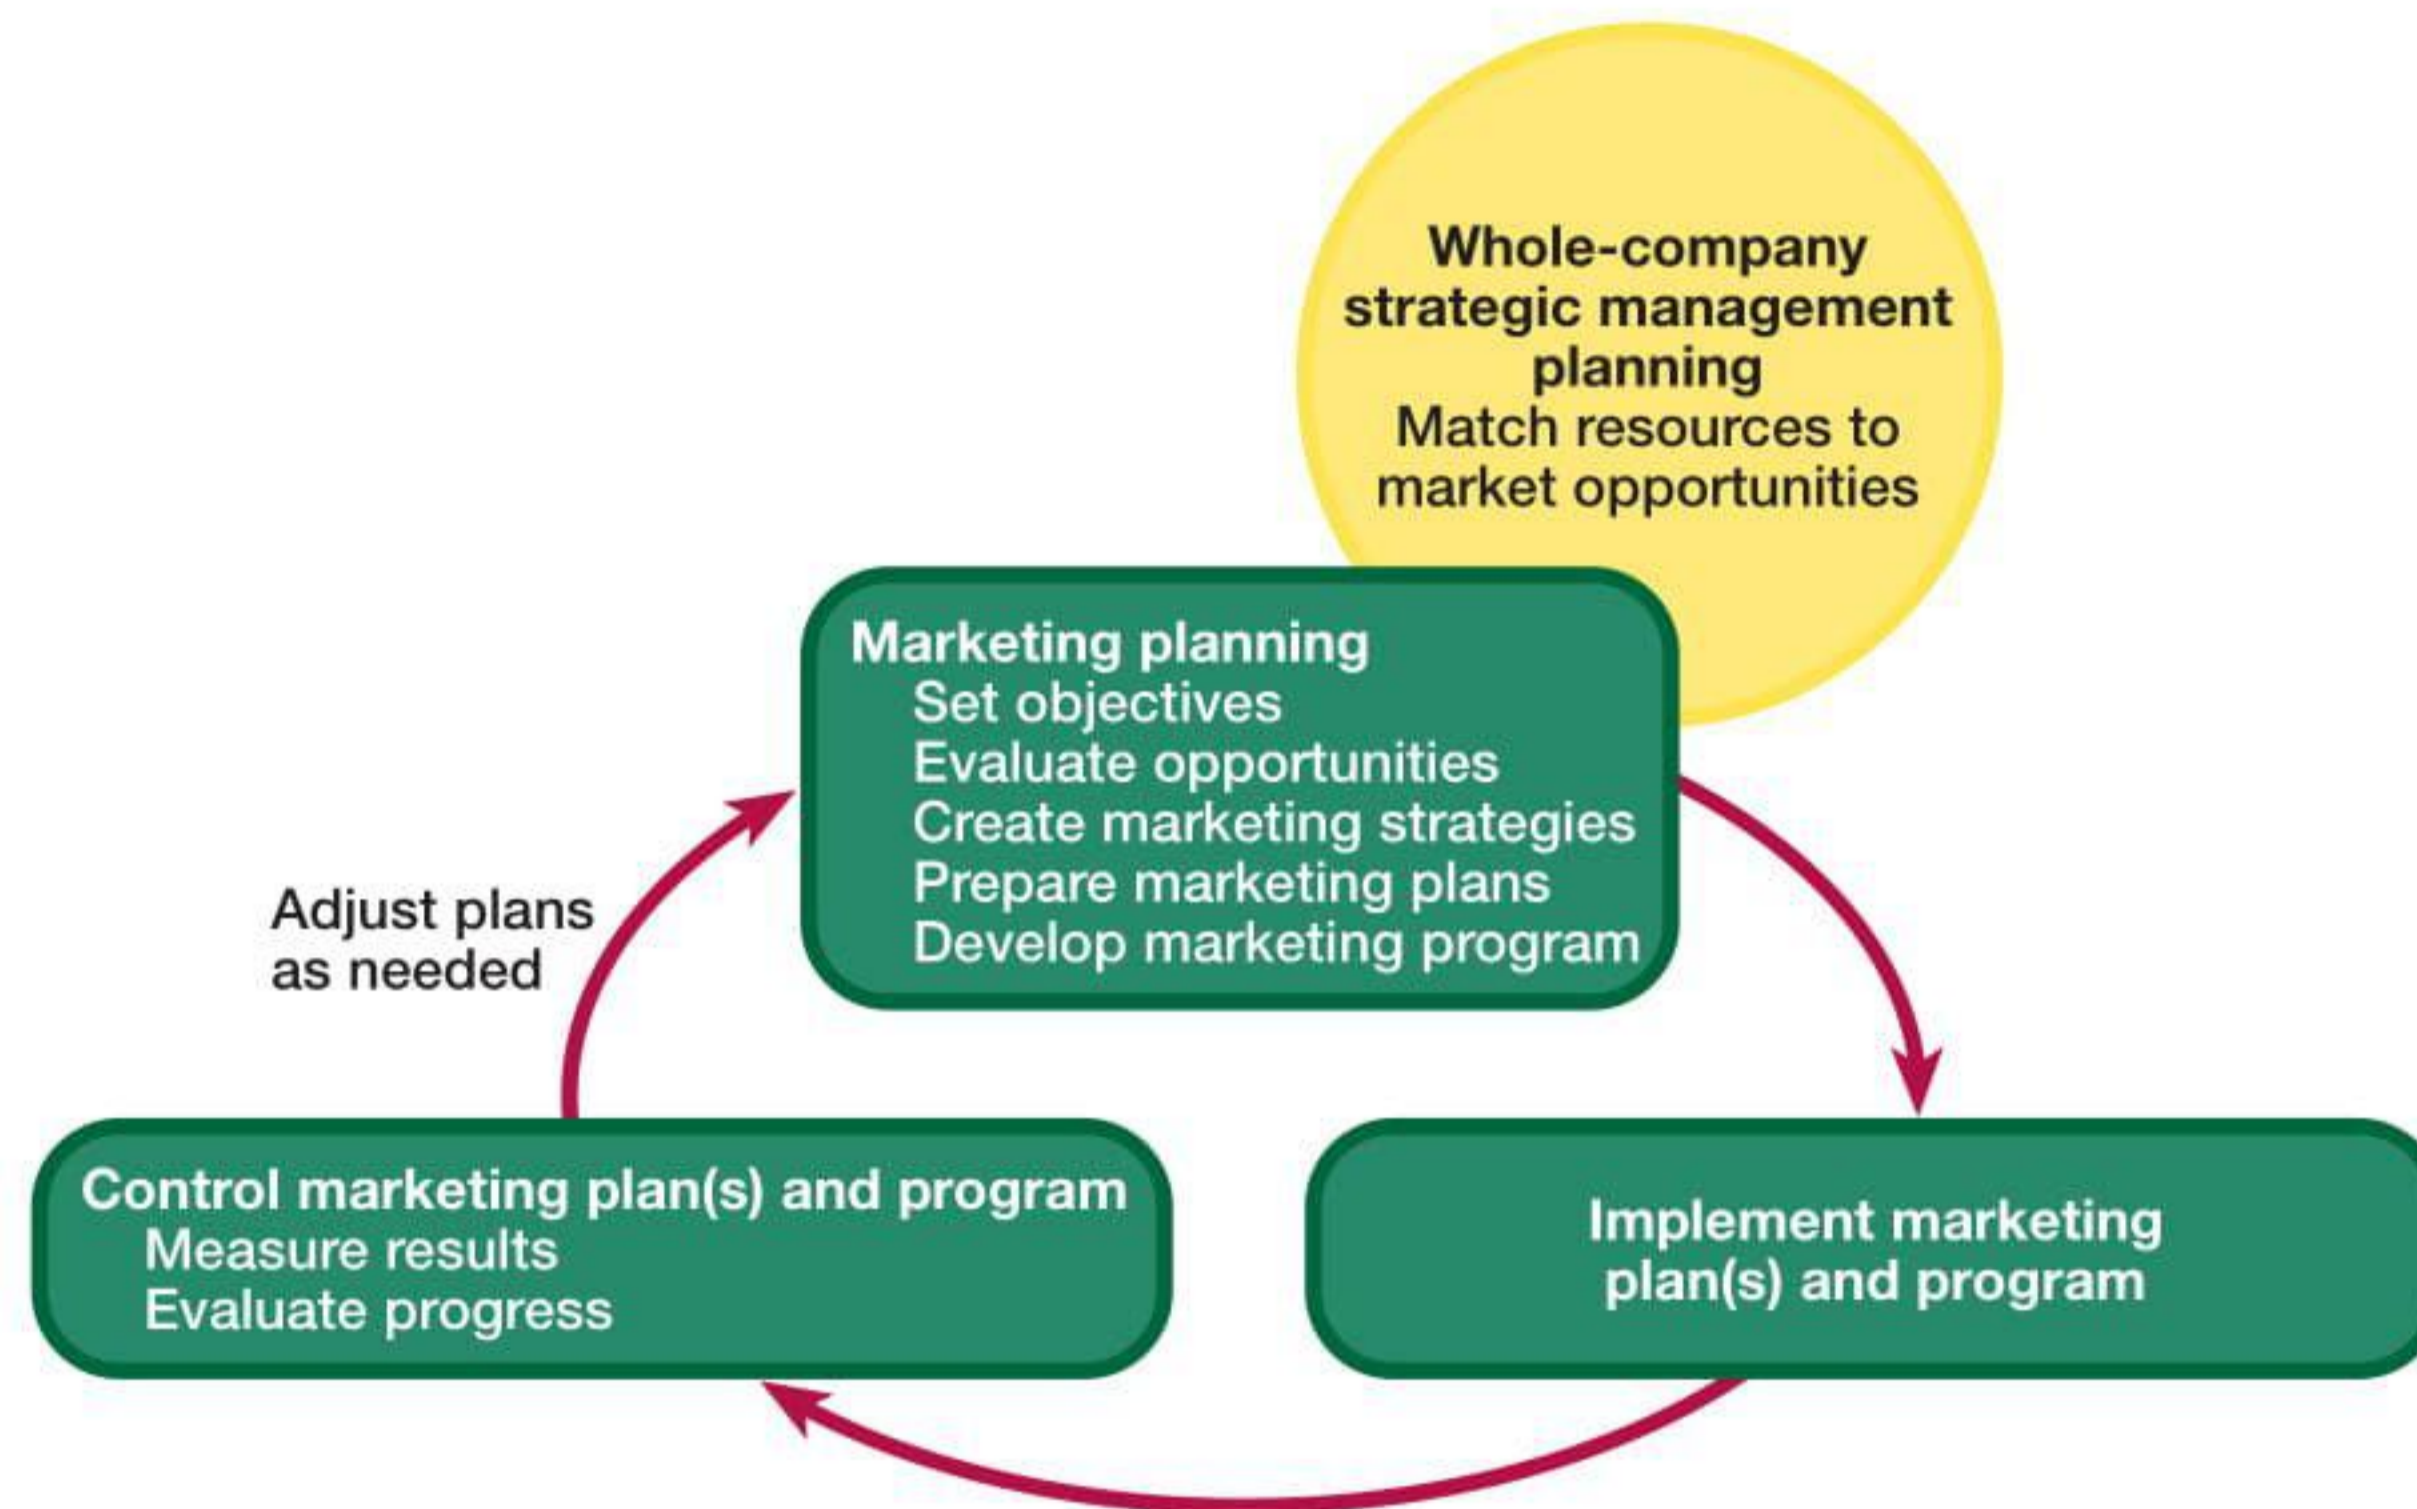 Whole-company
strategic management
planning
Match resources to
market opportunities
Marketing planning
Set objectives
Evaluate opportunities
Create marketing strategies
Prepare marketing plans
Develop marketing program
Adjust plans
as needed
Control marketing plan(s) and program
Measure results
Evaluate progress
Implement marketing
plan(s) and program